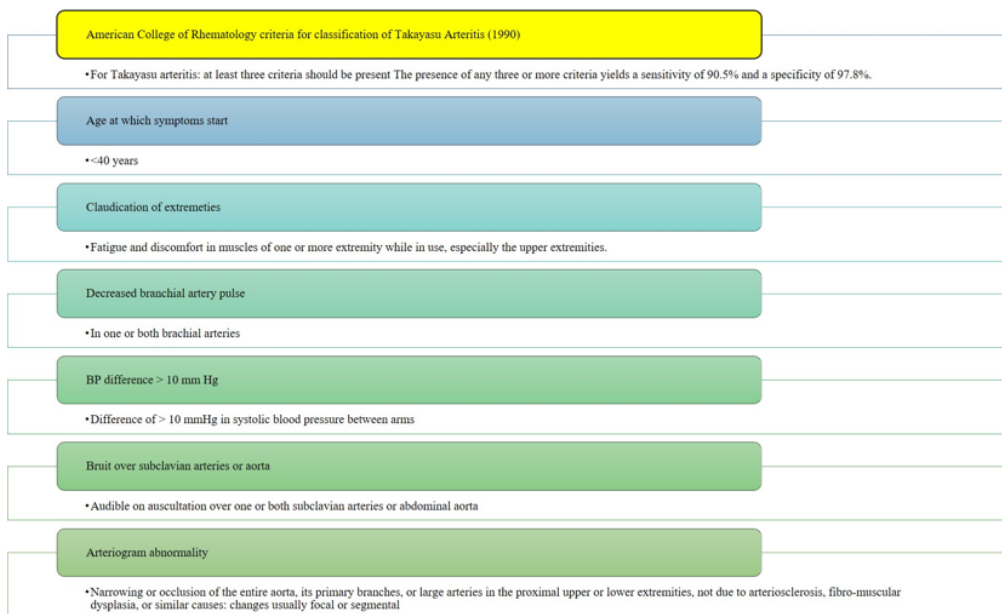 American College of Rhematology criteria for classification of Takayasu Arteritis (1990)
•For Takayasu arteritis: at least three criteria should be present The presence of any three or more criteria yields a sensitivity of 90.5% and a specificity of 97.8%.
Age at which symptoms start
•<40 years
Claudication of extremeties
•Fatigue and discomfort in muscles of one or more extremity while in use, especially the upper extremities.
Decreased branchial artery pulse
•In one or both brachial arteries
BP difference > 10 mm Hg
•Difference of > 10 mmHg in systolic blood pressure between arms
Bruit over subclavian arteries or aorta
•Audible on auscultation over one or both subclavian arteries or abdominal aorta
Arteriogram abnormality
•Narrowing or occlusion of the entire aorta, its primary branches, or large arteries in the proximal upper or lower extremities, not due to arteriosclerosis, fibro-muscular
dysplasia, or similar causes: changes usually focal or segmental